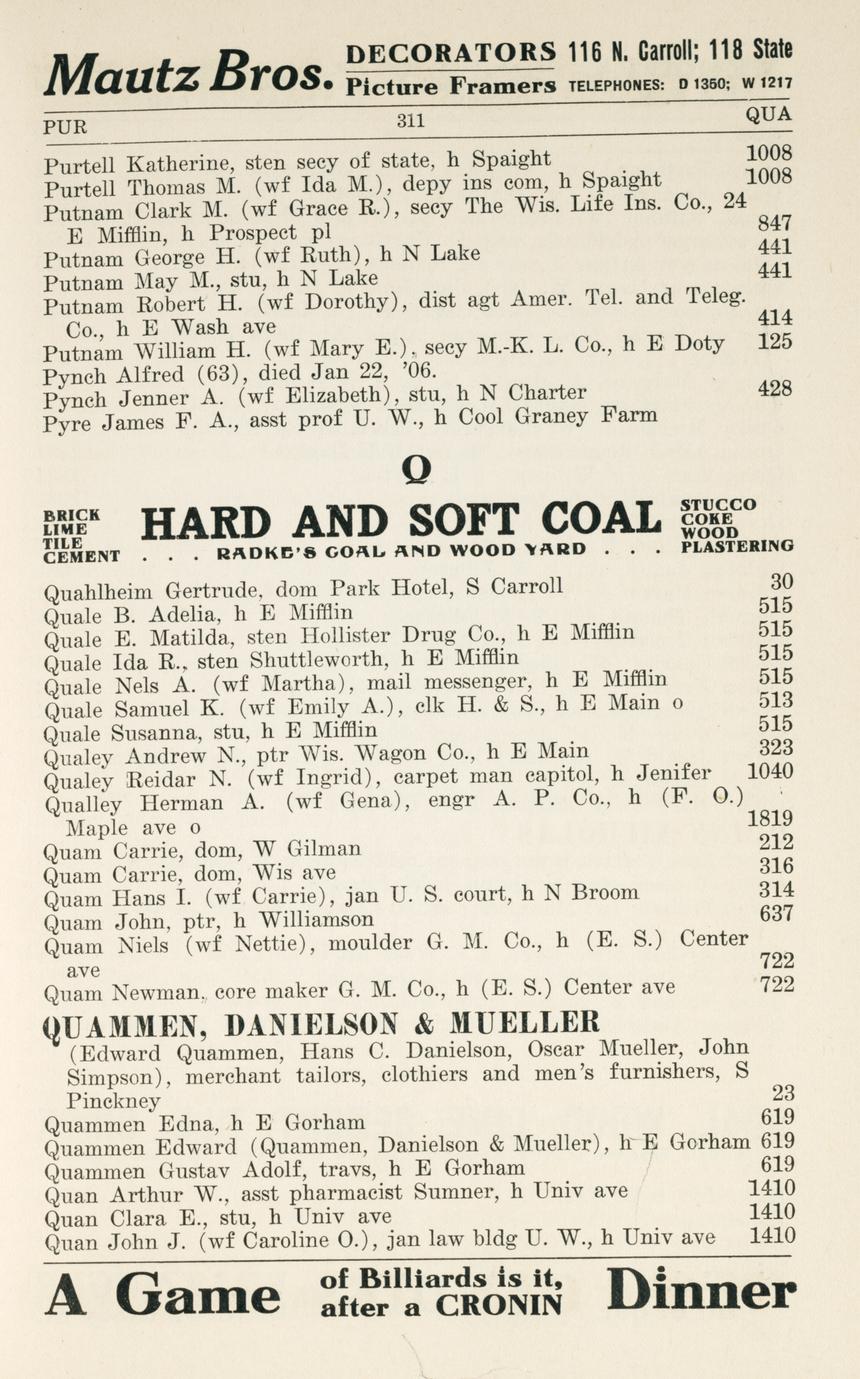 Mautz Bros. DECORATORS 116 N. Carroll; 118 State
Picture Framers TELEPHONES: D 1350; W 1217
PUR 311 QUA
Purtell Katherine, sten secy of state, h Spaight 1008
Purtell Thomas M. (wf Ida M.), depy ins com, h Spaight 1008
Putnam Clark M. (wf Grace R.), secy The Wis. Life Ins. Co., 24
E Mifflin, h Prospect pl 847
Putnam George H. (wf Ruth), h N Lake 441
Putnam May M., stu, h N Lake 441
Putnam Robert H. (wf Dorothy), dist agt Amer. Tel. and Teleg.
Co., h E Wash ave 414
Putnam William H. (wf Mary E.), secy M.-K. L. Co., h E Doty 125
Pynch Alfred (63), died Jan 22, '06.
Pynch Jenner A. (wf Elizabeth), stu, h N Charter 428
Pyre James F. A., asst prof U. W., h Cool Graney Farm
Q
BRICK
LIME
TILE
CEMENT
HARD AND SOFT COAL
. . . RADKE'S COAL AND WOOD YARD . . .
STUCCO
COKE
WOOD
PLASTERING
Quahlheim Gertrude, dom Park Hotel, S Carroll 30
Quale B. Adelia, h E Mifflin 515
Quale E. Matilda, sten Hollister Drug Co., h E Mifflin 515
Quale Ida R., sten Shuttleworth, h E Mifflin 515
Quale Nels A. (wf Martha), mail messenger, h E Mifflin 515
Quale Samuel K. (wf Emily A.), clk H. & S., h E Main o 513
Quale Susanna, stu, h E Mifflin 515
Qualey Andrew N., ptr Wis. Wagon Co., h E Main 323
Qualey Reidar N. (wf Ingrid), carpet man capitol, h Jenifer 1040
Qualley Herman A. (wf Gena), engr A. P. Co., h (F. O.)
Maple ave o 1819
Quam Carrie, dom, W Gilman 212
Quam Carrie, dom, Wis ave 316
Quam Hans I. (wf Carrie), jan U. S. court, h N Broom 314
Quam John, ptr, h Williamson 637
Quam Niels (wf Nettie), moulder G. M. Co., h (E. S.) Center
ave 722
Quam Newman, core maker G. M. Co., h (E. S.) Center ave 722
QUAMMEN, DANIELSON & MUELLER
(Edward Quammen, Hans C. Danielson, Oscar Mueller, John
Simpson), merchant tailors, clothiers and men's furnishers, S
Pinckney 23
Quammen Edna, h E Gorham 619
Quammen Edward (Quammen, Danielson & Mueller), h E Gorham 619
Quammen Gustav Adolf, travs, h E Gorham 619
Quan Arthur W., asst pharmacist Sumner, h Univ ave 1410
Quan Clara E., stu, h Univ ave 1410
Quan John J. (wf Caroline O.), jan law bldg U. W., h Univ ave 1410
A Game of Billiards is it, after a CRONIN Dinner